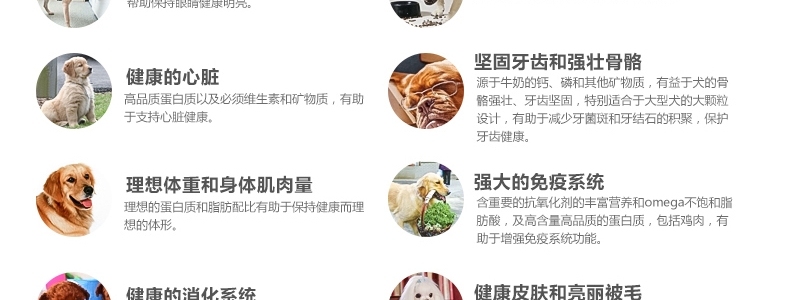 帮助保持眼睛健康明亮。
健康的心脏
高品质蛋白质以及必须维生素和矿物质，有助
于支持心脏健康。
坚固牙齿和强壮骨骼
源于牛奶的钙、磷和其他矿物质，有益于犬的骨
骼强壮、牙齿坚固，特别适合于大型犬的大颗粒
设计，有助于减少牙菌斑和牙结石的积聚，保护
牙齿健康。
理想体重和身体肌肉量
理想的蛋白质和脂肪配比有助于保持健康而理
想的体形。
强大的免疫系统
含重要的抗氧化剂的丰富营养和omega不饱和脂
肪酸，及高含量高品质的蛋白质，包括鸡肉，有
助于增强免疫系统功能。
健康的消化系统
健康皮肤和亮丽被毛